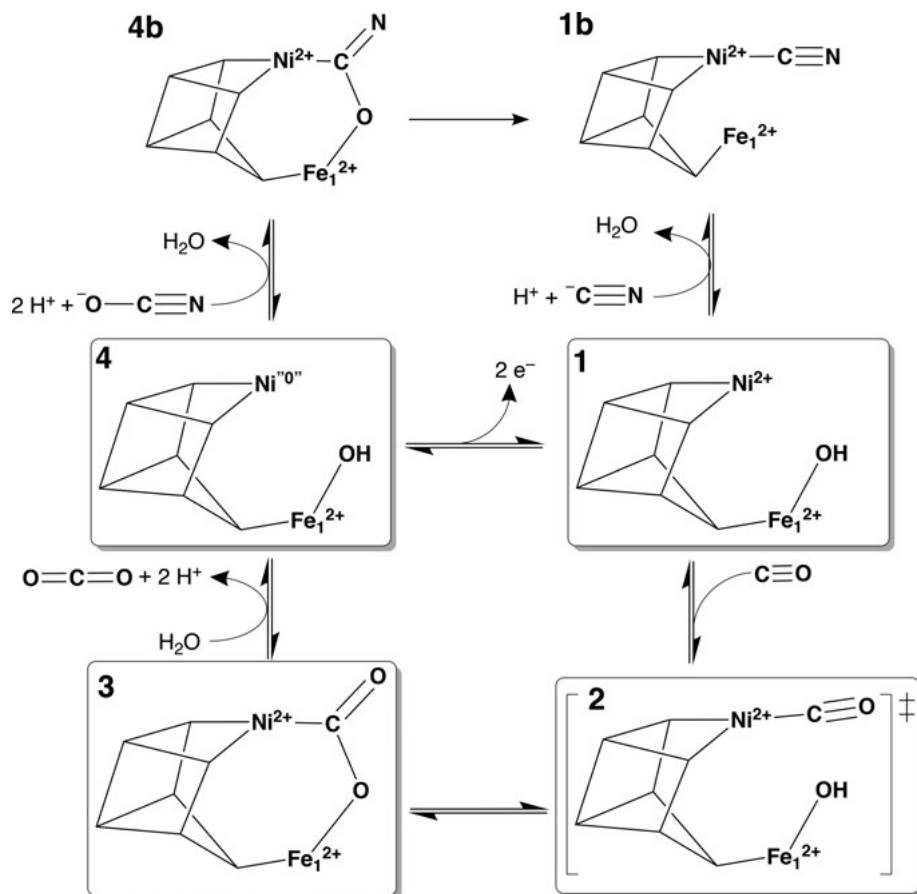 4b
1b
N
Ni2+
C
O
Fe12+
Ni2+
C
N
Fe12+
H2O
2 H+ + −O
C
N
H2O
H+ + −C
N
4
Ni"0"
OH
Fe12+
2 e−
1
Ni2+
OH
Fe12+
O
C
O + 2 H+
H2O
C
O
3
O
Ni2+
C
O
Fe12+
2
Ni2+
C
O
OH
Fe12+
‡